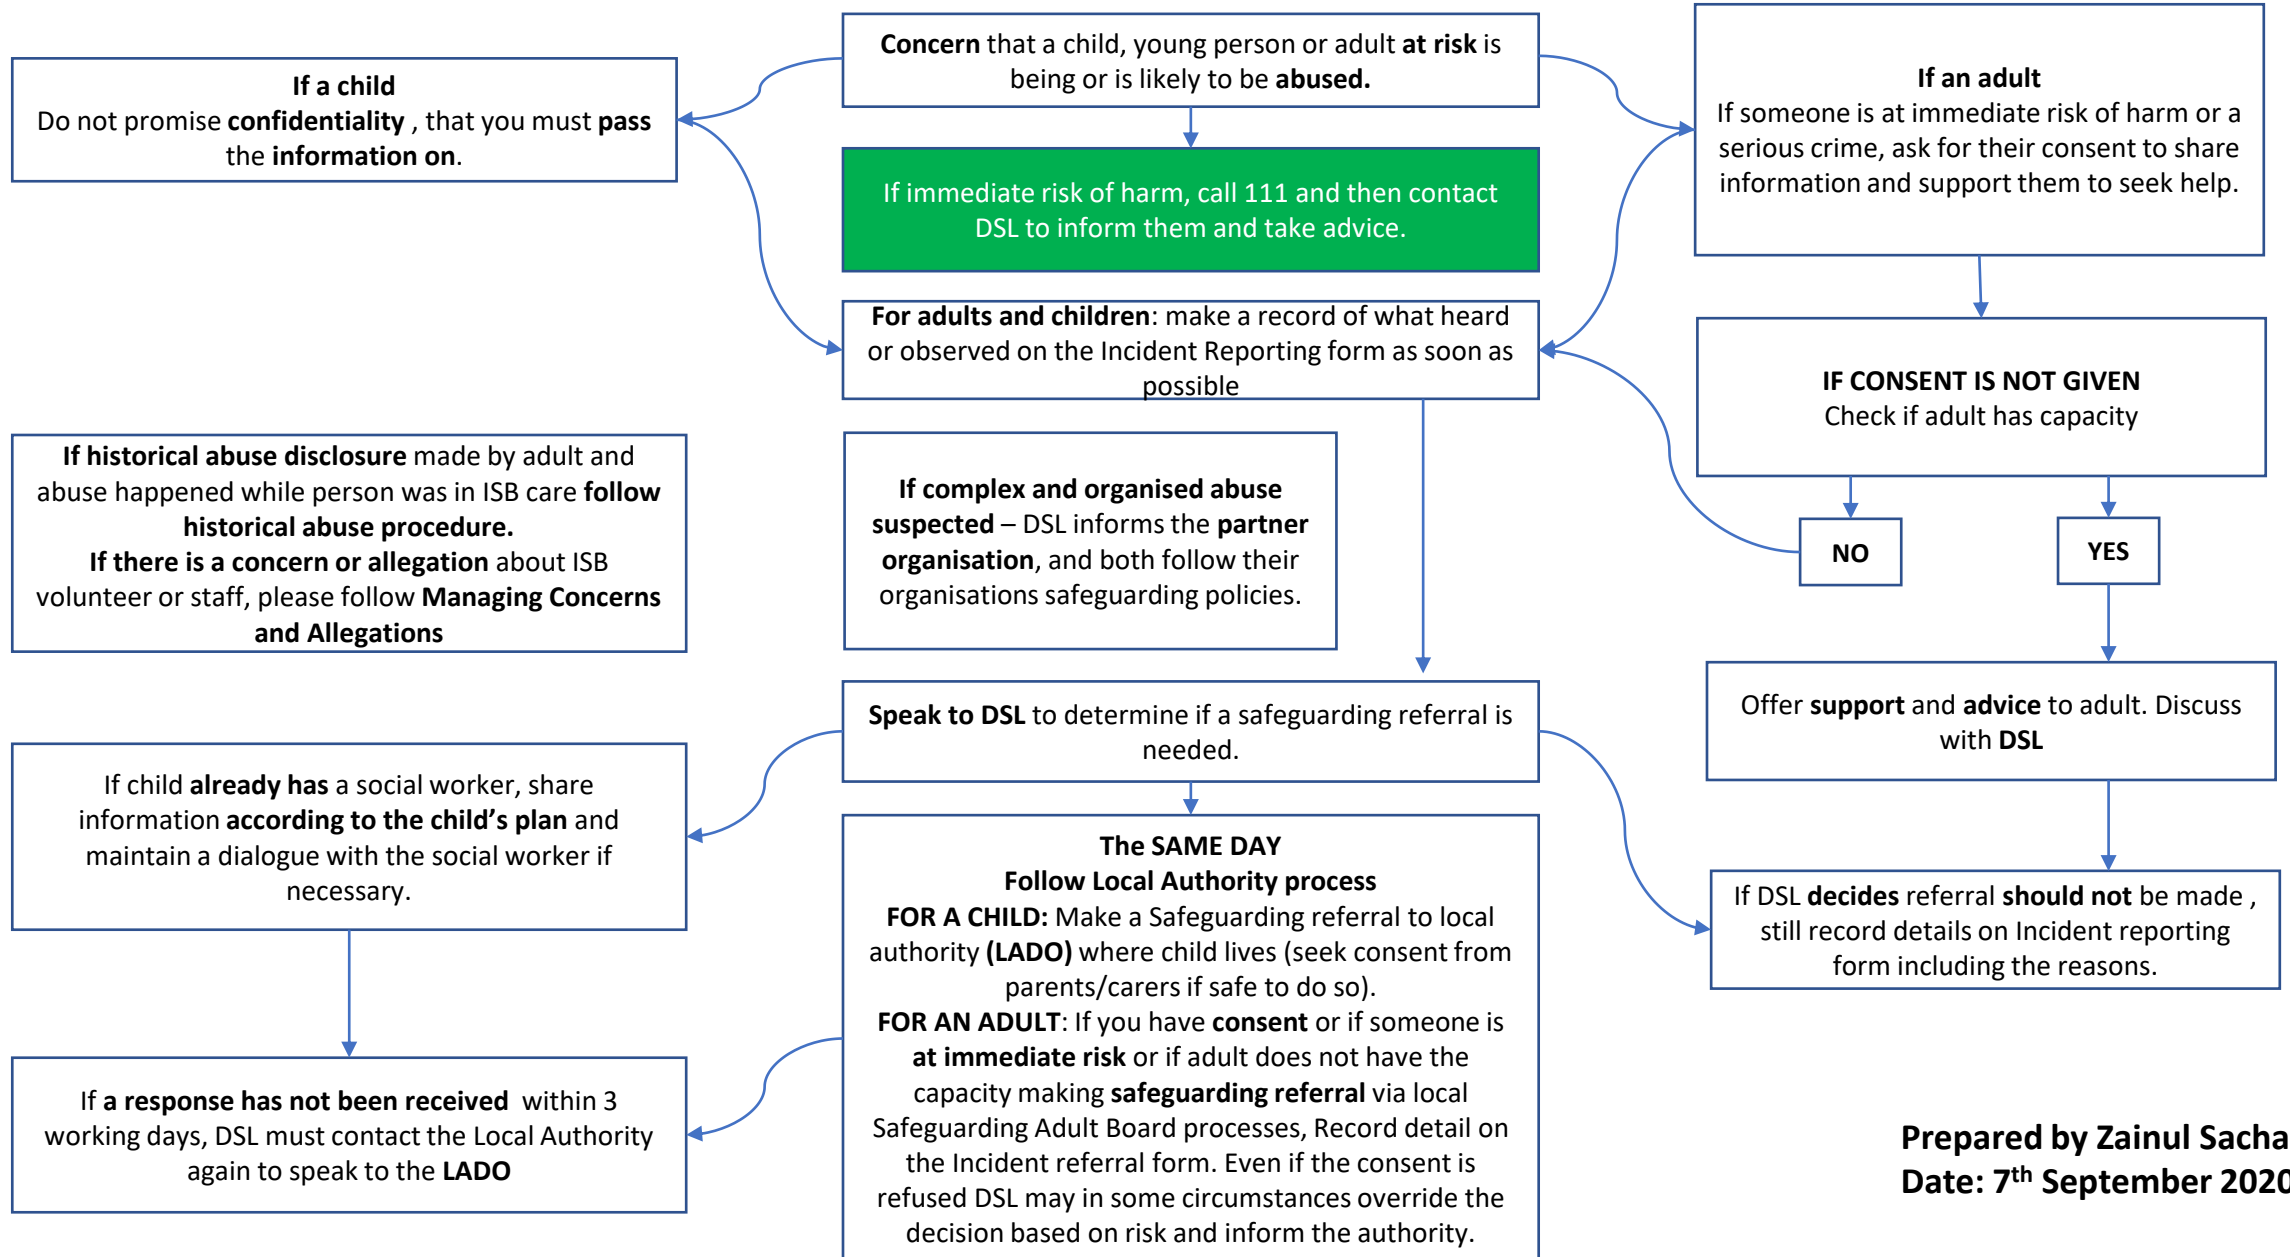 Concern that a child, young person or adult at risk is
being or is likely to be abused.
If a child
Do not promise confidentiality , that you must pass
the information on.
If an adult
If someone is at immediate risk of harm or a
serious crime, ask for their consent to share
information and support them to seek help.
If immediate risk of harm, call 111 and then contact
DSL to inform them and take advice.
For adults and children: make a record of what heard
or observed on the Incident Reporting form as soon as
possible
IF CONSENT IS NOT GIVEN
Check if adult has capacity
NO
YES
If historical abuse disclosure made by adult and
abuse happened while person was in ISB care follow
historical abuse procedure.
If there is a concern or allegation about ISB
volunteer or staff, please follow Managing Concerns
and Allegations
If complex and organised abuse
suspected – DSL informs the partner
organisation, and both follow their
organisations safeguarding policies.
Offer support and advice to adult. Discuss
with DSL
Speak to DSL to determine if a safeguarding referral is
needed.
If child already has a social worker, share
information according to the child’s plan and
maintain a dialogue with the social worker if
necessary.
The SAME DAY
Follow Local Authority process
FOR A CHILD: Make a Safeguarding referral to local
authority (LADO) where child lives (seek consent from
parents/carers if safe to do so).
FOR AN ADULT: If you have consent or if someone is
at immediate risk or if adult does not have the
capacity making safeguarding referral via local
Safeguarding Adult Board processes, Record detail on
the Incident referral form. Even if the consent is
refused DSL may in some circumstances override the
decision based on risk and inform the authority.
If DSL decides referral should not be made ,
still record details on Incident reporting
form including the reasons.
If a response has not been received within 3
working days, DSL must contact the Local Authority
again to speak to the LADO
Prepared by Zainul Sacha
Date: 7th September 2020